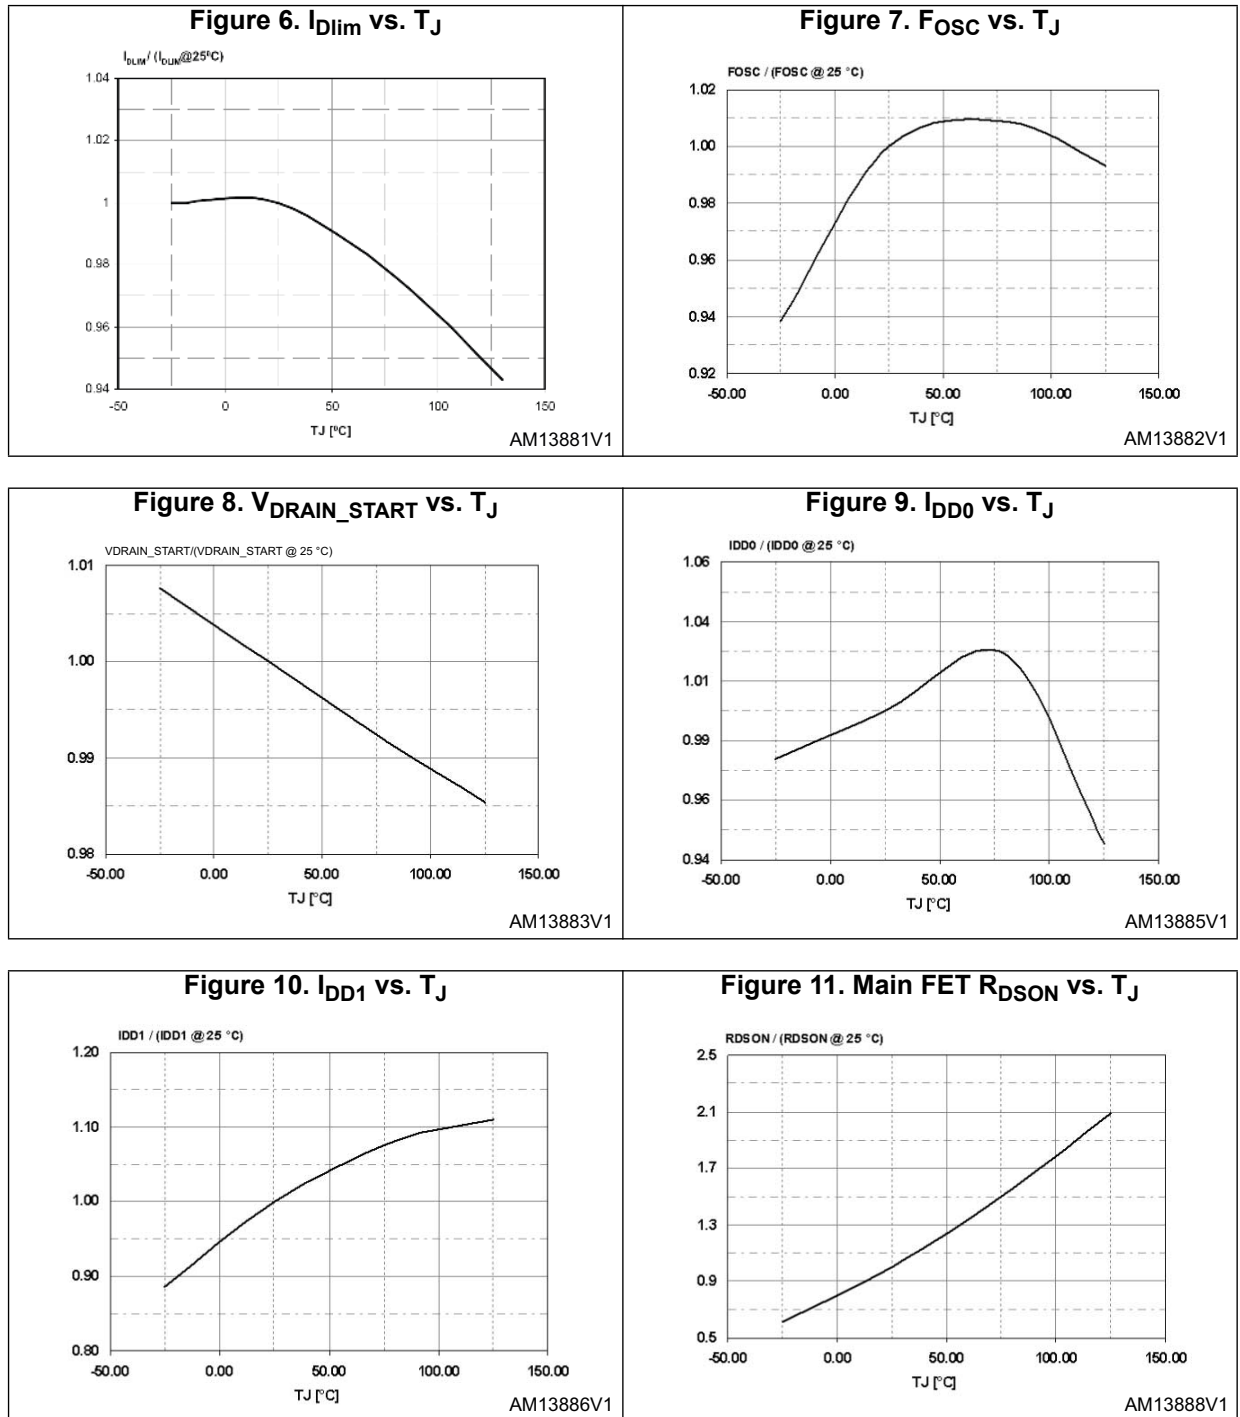 Figure 6. IDlim vs. TJ
IDLIM / (IDLIM@25ºC)
1.04
1.02
1
0.98
0.96
0.94
-50 0 50 100 150
TJ [ºC]
AM13881V1
Figure 7. FOSC vs. TJ
FOSC / (FOSC @ 25 °C)
1.02
1.00
0.98
0.96
0.94
0.92
-50.00 0.00 50.00 100.00 150.00
TJ [°C]
AM13882V1
Figure 8. VDRAIN_START vs. TJ
VDRAIN_START/(VDRAIN_START @ 25 °C)
1.01
1.00
0.99
0.98
-50.00 0.00 50.00 100.00 150.00
TJ [°C]
AM13883V1
Figure 9. IDD0 vs. TJ
IDD0 / (IDD0 @ 25 °C)
1.06
1.04
1.01
0.99
0.96
0.94
-50.00 0.00 50.00 100.00 150.00
TJ [°C]
AM13885V1
Figure 10. IDD1 vs. TJ
IDD1 / (IDD1 @ 25 °C)
1.20
1.10
1.00
0.90
0.80
-50.00 0.00 50.00 100.00 150.00
TJ [°C]
AM13886V1
Figure 11. Main FET RDSON vs. TJ
RDSON / (RDSON @ 25 °C)
2.5
2.1
1.7
1.3
0.9
0.5
-50.00 0.00 50.00 100.00 150.00
TJ [°C]
AM13888V1